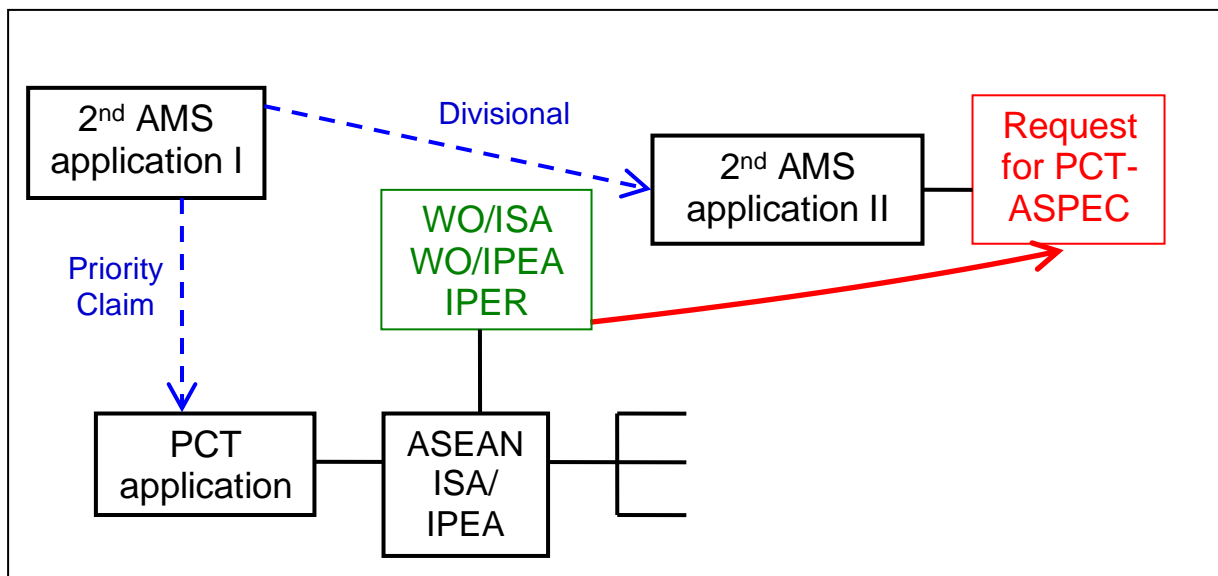 2nd AMS
application I
Divisional
2nd AMS
application II
Request
for PCT-
ASPEC
WO/ISA
WO/IPEA
IPER
Priority
Claim
PCT
application
ASEAN
ISA/
IPEA